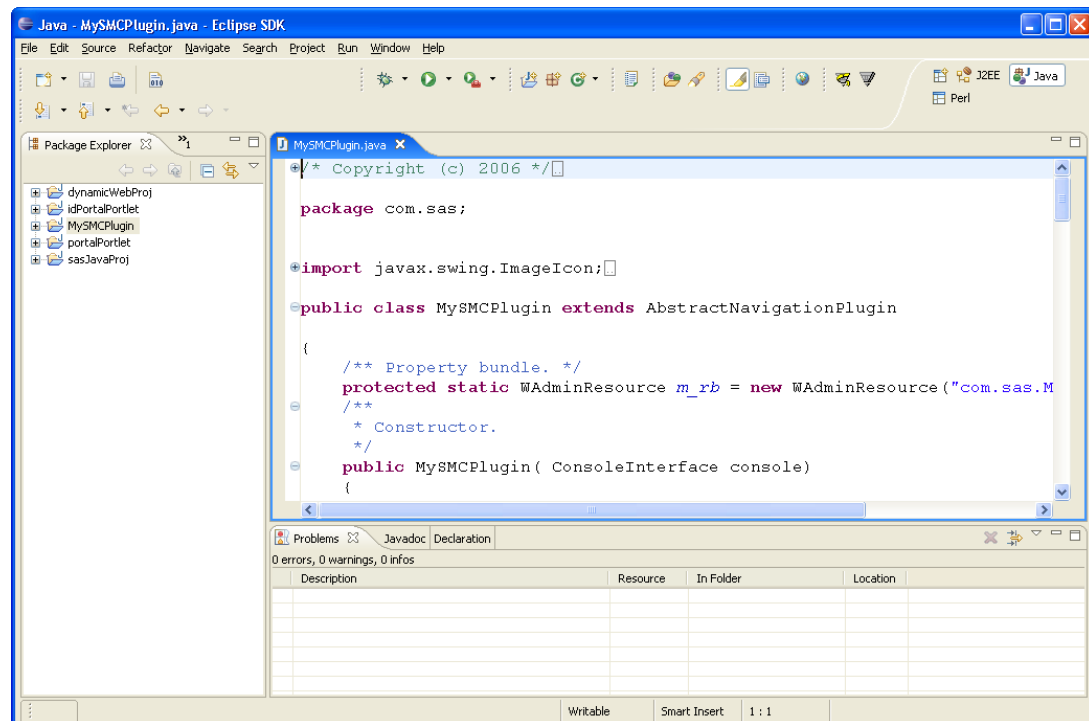 Java - MySMCPlugin.java - Eclipse SDK
File Edit Source Refactor Navigate Search Project Run Window Help
J2EE Java
Perl
Package Explorer »1
dynamicWebProj
idPortalPortlet
MySMCPlugin
portalPortlet
sasJavaProj
MySMCPlugin.java
/* Copyright (c) 2006 */
package com.sas;
import javax.swing.ImageIcon;
public class MySMCPlugin extends AbstractNavigationPlugin
{
/** Property bundle. */
protected static WAdminResource m_rb = new WAdminResource("com.sas.M
/**
* Constructor.
*/
public MySMCPlugin( ConsoleInterface console)
{
Problems Javadoc Declaration
0 errors, 0 warnings, 0 infos
Description Resource In Folder Location
Writable Smart Insert 1 : 1